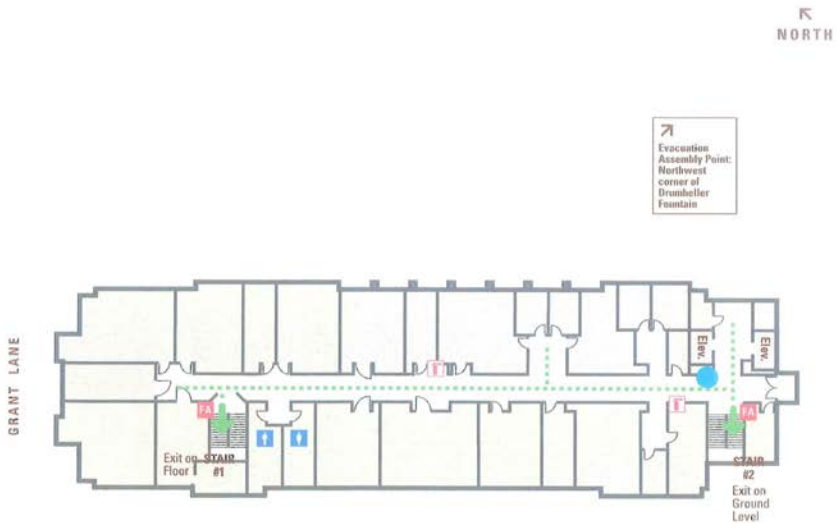 NORTH
Evacuation
Assembly Point:
Northwest
corner of
Drumheller
Fountain
GRANT LANE
Elev.
Elev.
FA
FA
Exit on
Floor
STAIR
#1
STAIR
#2
Exit on
Ground
Level